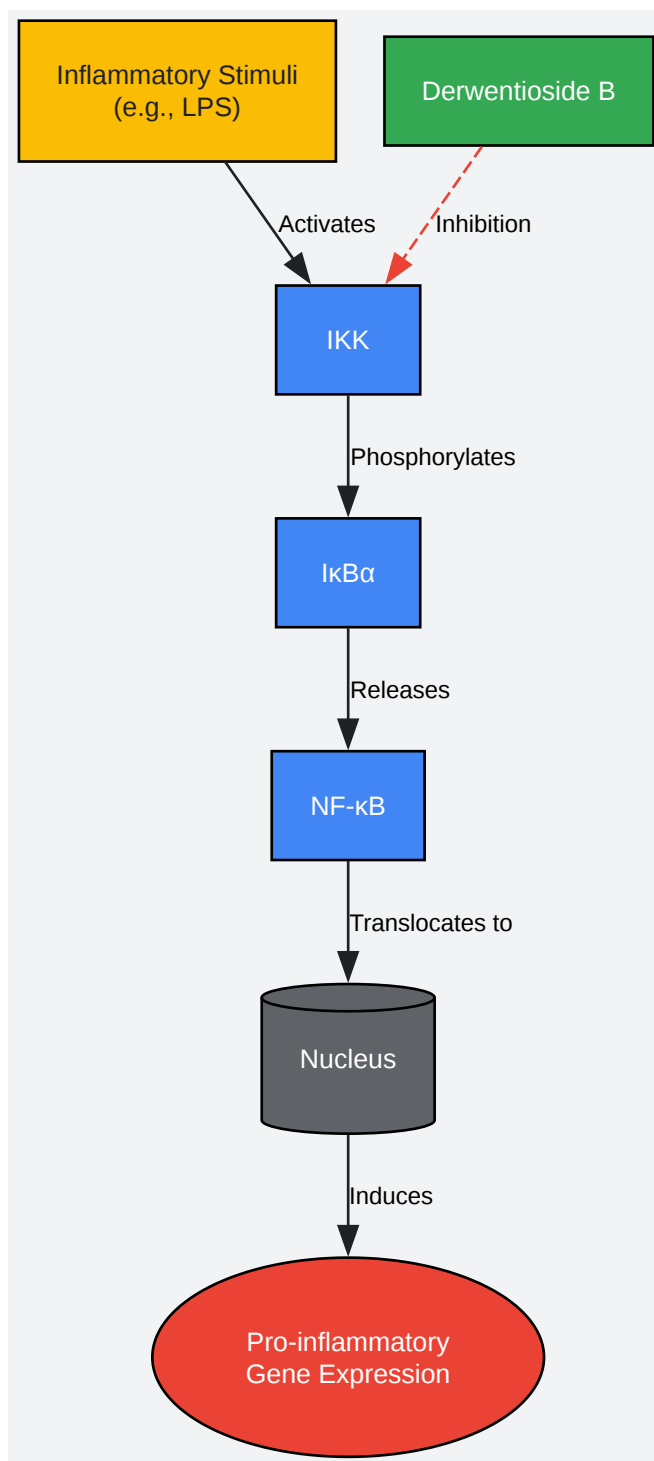 Inflammatory Stimuli
(e.g., LPS)
Derwentioside B
Activates
Inhibition
IKK
Phosphorylates
IκBα
Releases
NF-κB
Translocates to
Nucleus
Induces
Pro-inflammatory
Gene Expression